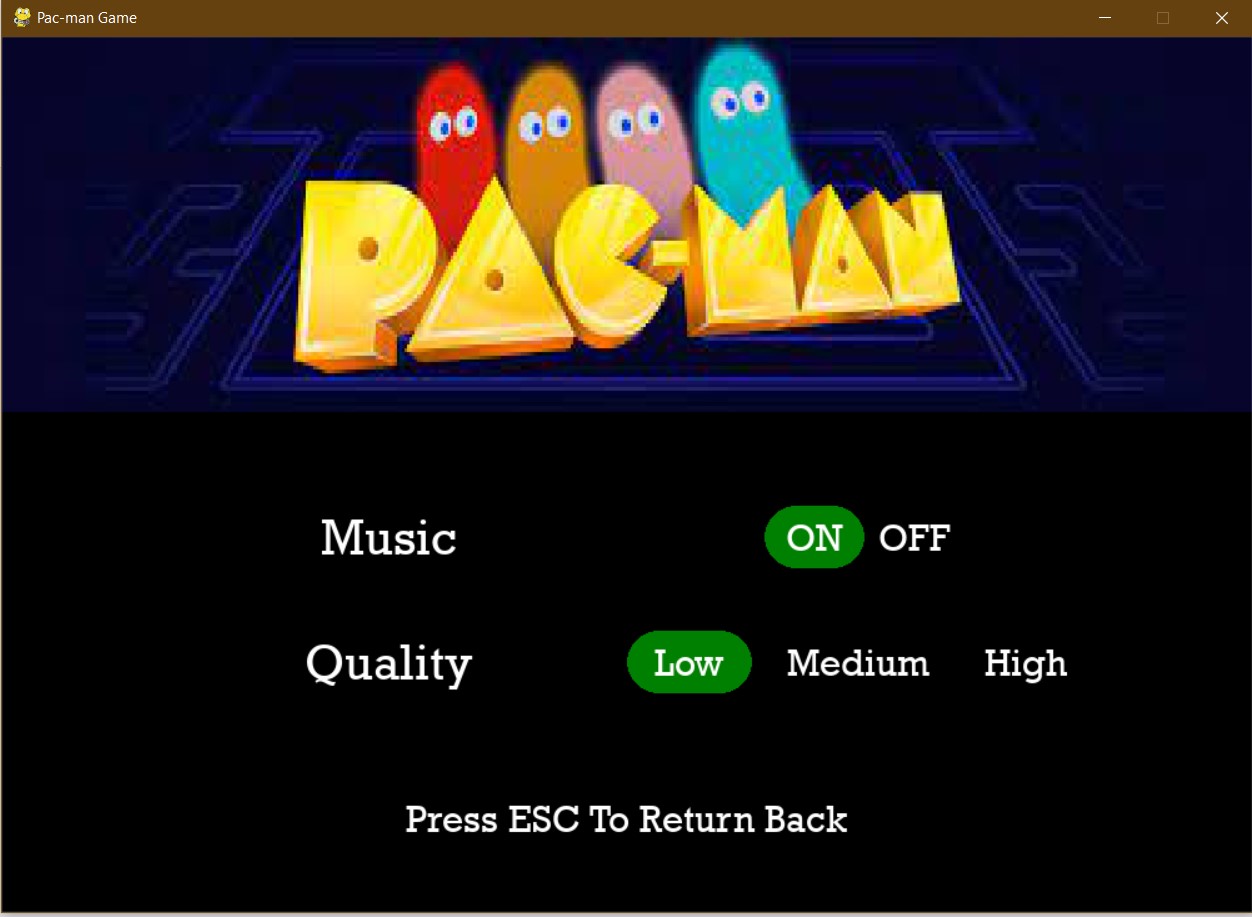 Pac-man Game
PAC-MAN
Music ON OFF
Quality Low Medium High
Press ESC To Return Back